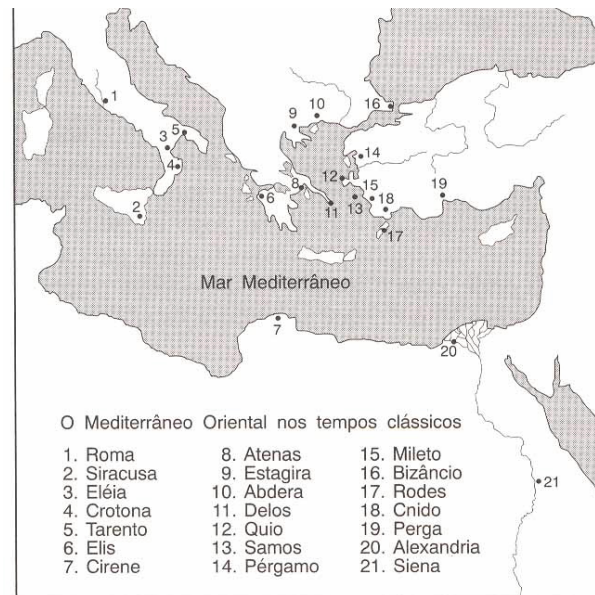 1
2
3
4
5
6
7
8
9
10
11
12
13
14
15
16
17
18
19
20
21
Mar Mediterrâneo
O Mediterrâneo Oriental nos tempos clássicos
1. Roma
2. Siracusa
3. Eléia
4. Crotona
5. Tarento
6. Elis
7. Cirene
8. Atenas
9. Estagira
10. Abdera
11. Delos
12. Quio
13. Samos
14. Pérgamo
15. Mileto
16. Bizâncio
17. Rodes
18. Cnido
19. Perga
20. Alexandria
21. Siena